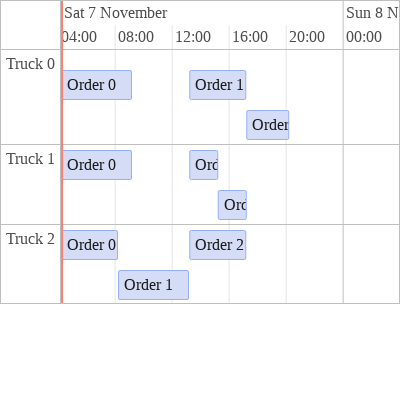 Sat 7 November Sun 8 N
04:00 08:00 12:00 16:00 20:00 00:00
Truck 0
Order 0 Order 1
Order
Truck 1
Order 0 Ord
Ord
Truck 2
Order 0 Order 2
Order 1